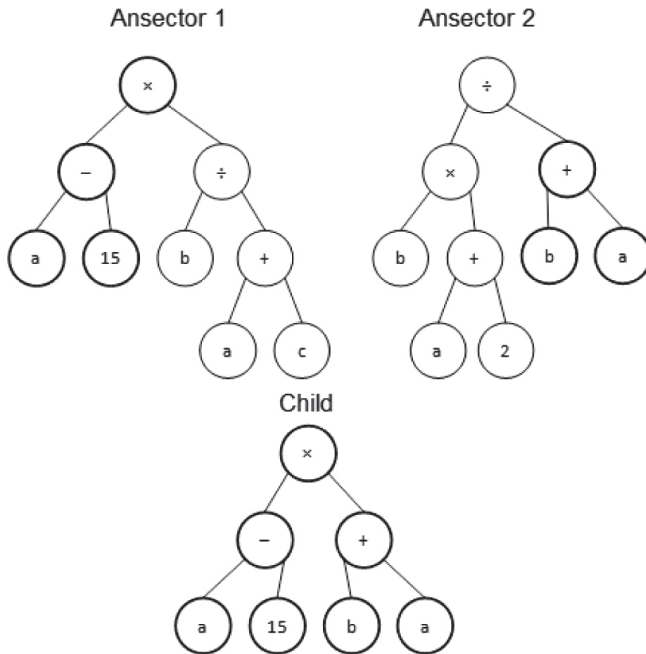 Ansector 1 Ansector 2
× ÷
− ÷ × +
a 15 b + b + b a
a c a 2
Child
×
− +
a 15 b a